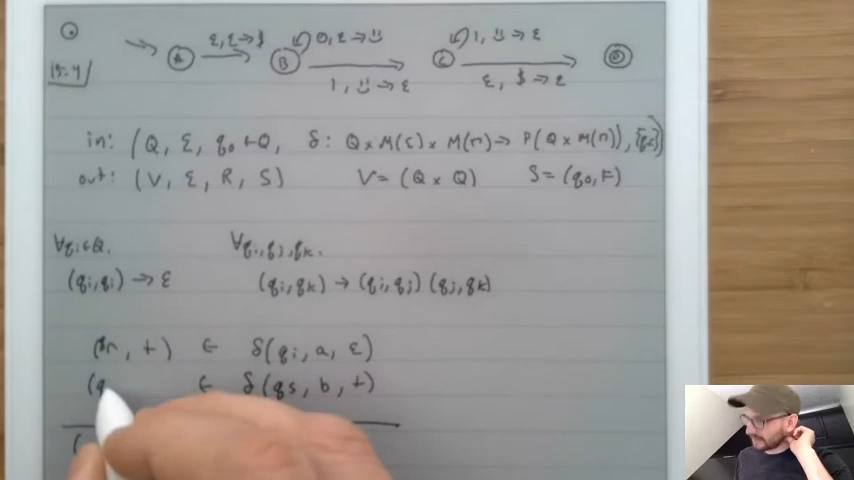 15.4
A ε,ε→$ B 0,ε→☺ C 1,☺→ε D
1,☺→ε ε,$→ε
in: (Q, Σ, q₀∈Q, δ: Q×M(Σ)×M(Γ)→P(Q×M(Γ)),
out: (V, Σ, R, S) V=(Q×Q) S=(q₀,F)
∀qi∈Q. ∀qi,qj,qk.
(qi,qi)→ε (qi,qk)→(qi,qj)(qj,qk)
(qr, t) ∈ δ(qi, a, ε)
(q ∈ δ(qs, b, t)
(